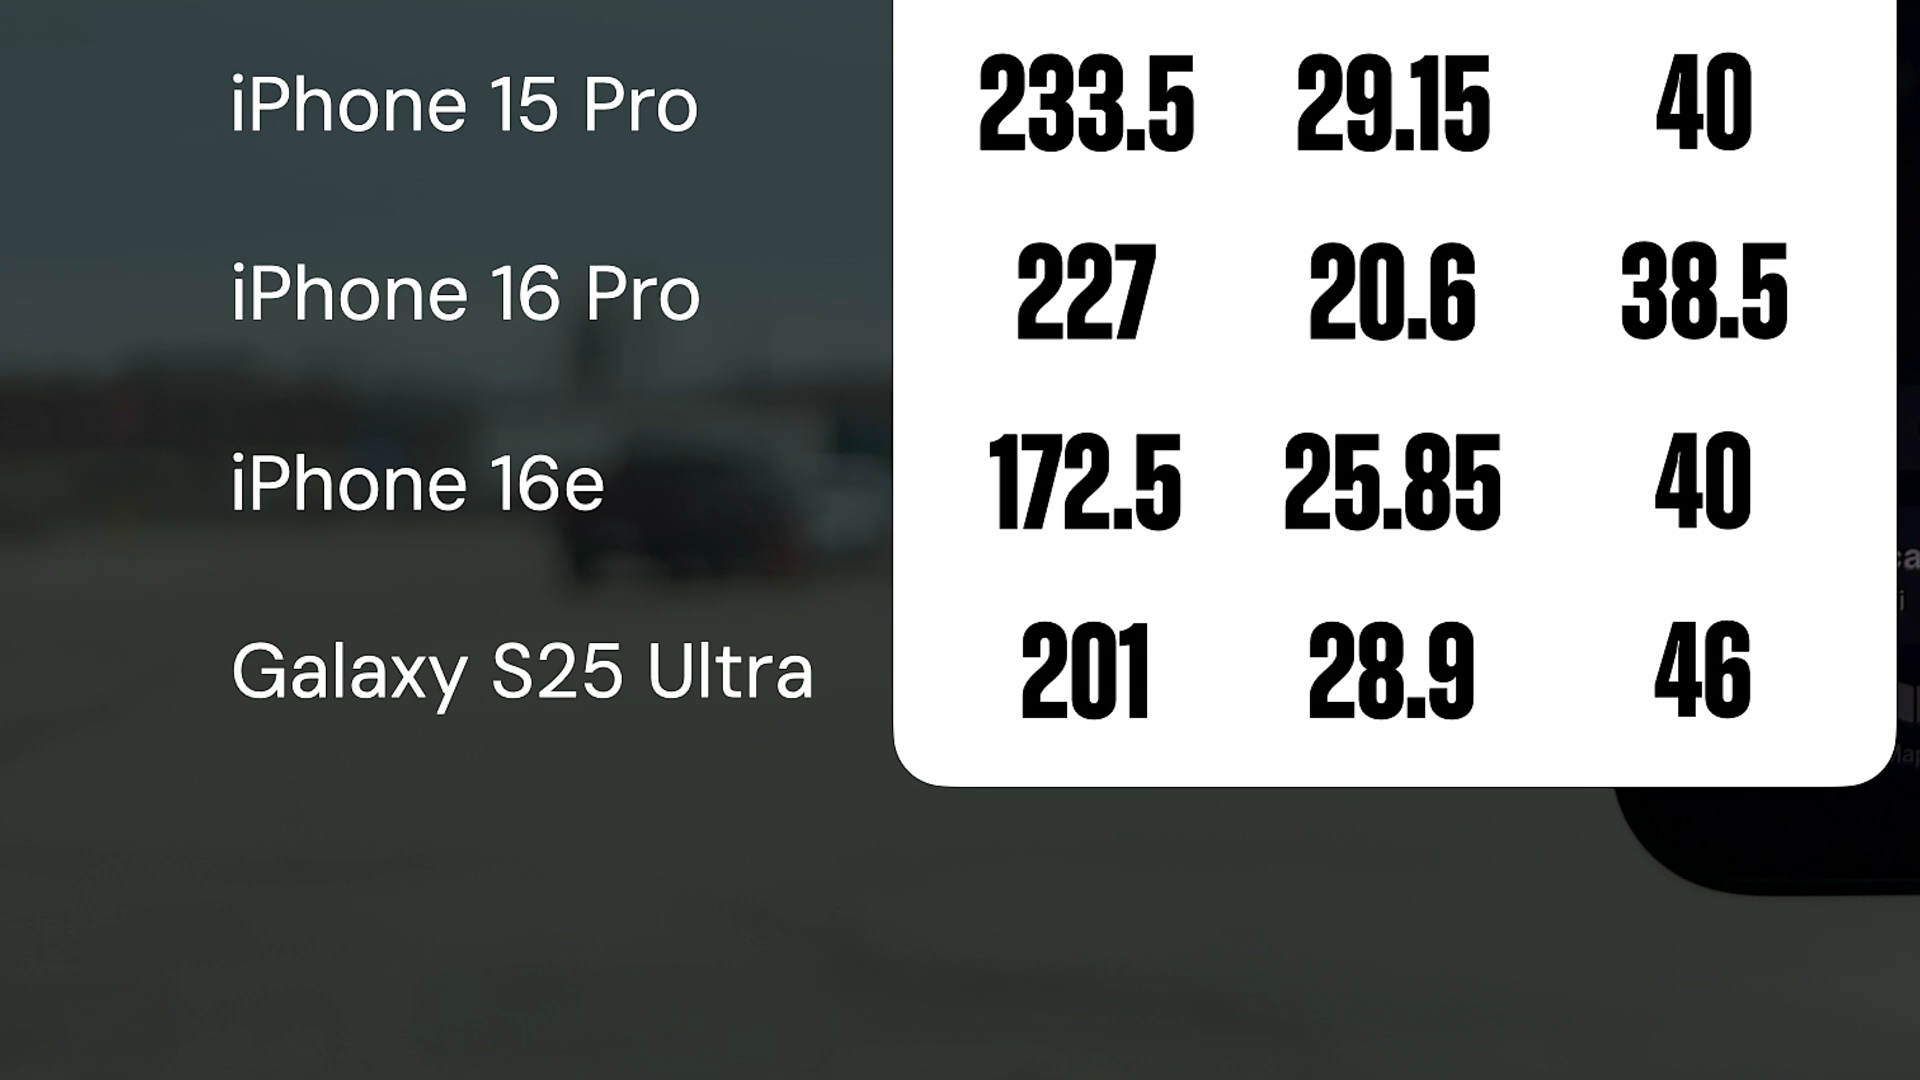 iPhone 15 Pro 233.5 29.15 40
iPhone 16 Pro 227 20.6 38.5
iPhone 16e 172.5 25.85 40
Galaxy S25 Ultra 201 28.9 46